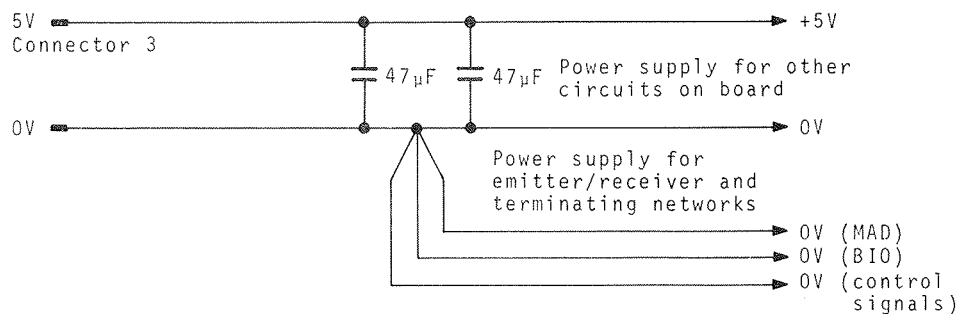 5V
+5V
Connector 3
47µF
47µF
Power supply for other
circuits on board
0V
0V
Power supply for
emitter/receiver and
terminating networks
0V (MAD)
0V (BIO)
0V (control
signals)